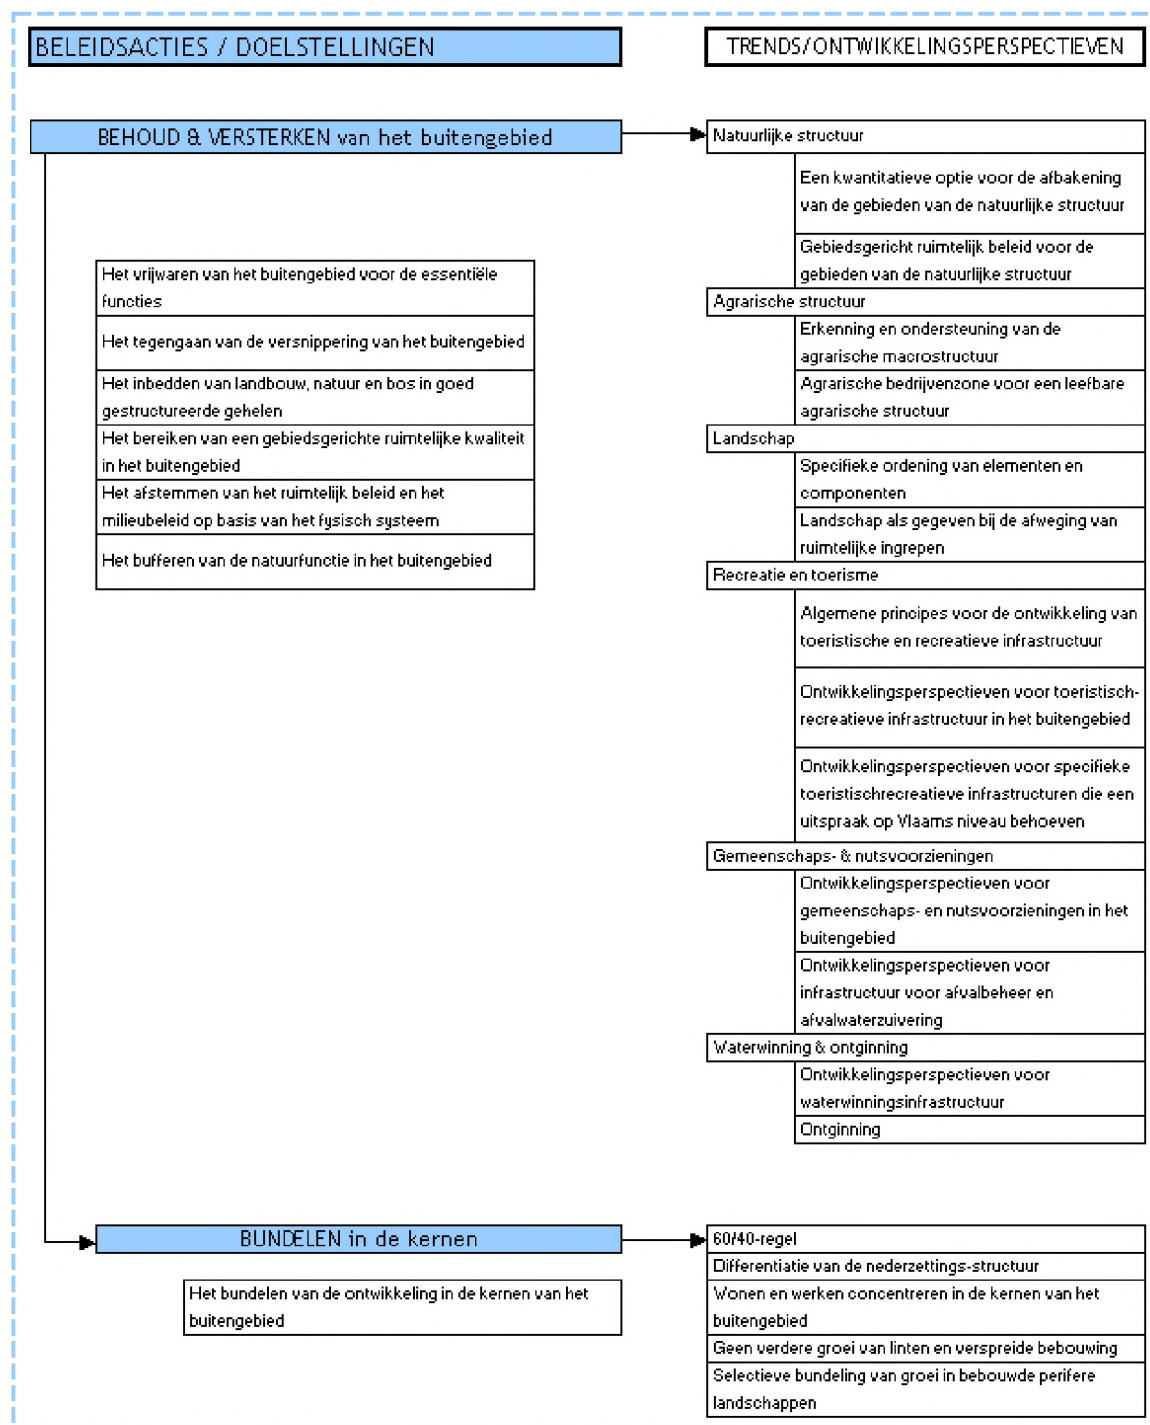 BELEIDSACTIES / DOELSTELLINGEN
TRENDS/ONTWIKKELINGSPERSPECTIEVEN
BEHOUD & VERSTERKEN van het buitengebied
Het vrijwaren van het buitengebied voor de essentiële
functies
Het tegengaan van de versnippering van het buitengebied
Het inbedden van landbouw, natuur en bos in goed
gestructureerde gehelen
Het bereiken van een gebiedsgerichte ruimtelijke kwaliteit
in het buitengebied
Het afstemmen van het ruimtelijk beleid en het
milieubeleid op basis van het fysisch systeem
Het bufferen van de natuurfunctie in het buitengebied
Natuurlijke structuur
Een kwantitatieve optie voor de afbakening
van de gebieden van de natuurlijke structuur
Gebiedsgericht ruimtelijk beleid voor de
gebieden van de natuurlijke structuur
Agrarische structuur
Erkenning en ondersteuning van de
agrarische macrostructuur
Agrarische bedrijvenzone voor een leefbare
agrarische structuur
Landschap
Specifieke ordening van elementen en
componenten
Landschap als gegeven bij de afweging van
ruimtelijke ingrepen
Recreatie en toerisme
Algemene principes voor de ontwikkeling van
toeristische en recreatieve infrastructuur
Ontwikkelingsperspectieven voor toeristisch-
recreatieve infrastructuur in het buitengebied
Ontwikkelingsperspectieven voor specifieke
toeristischrecreatieve infrastructuren die een
uitspraak op Vlaams niveau behoeven
Gemeenschaps- & nutsvoorzieningen
Ontwikkelingsperspectieven voor
gemeenschaps- en nutsvoorzieningen in het
buitengebied
Ontwikkelingsperspectieven voor
infrastructuur voor afvalbeheer en
afvalwaterzuivering
Waterwinning & ontginning
Ontwikkelingsperspectieven voor
waterwinningsinfrastructuur
Ontginning
BUNDELEN in de kernen
Het bundelen van de ontwikkeling in de kernen van het
buitengebied
60/40-regel
Differentiatie van de nederzettings-structuur
Wonen en werken concentreren in de kernen van het
buitengebied
Geen verdere groei van linten en verspreide bebouwing
Selectieve bundeling van groei in bebouwde perifere
landschappen